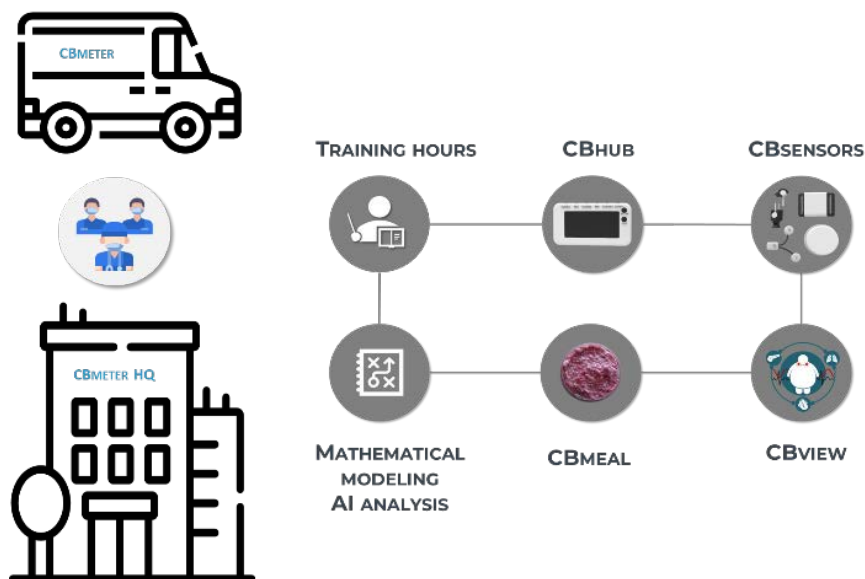 CBMETER
TRAINING HOURS
CBHUB
CBSENSORS
CBMETER HQ
MATHEMATICAL
MODELING
AI ANALYSIS
CBMEAL
CBVIEW